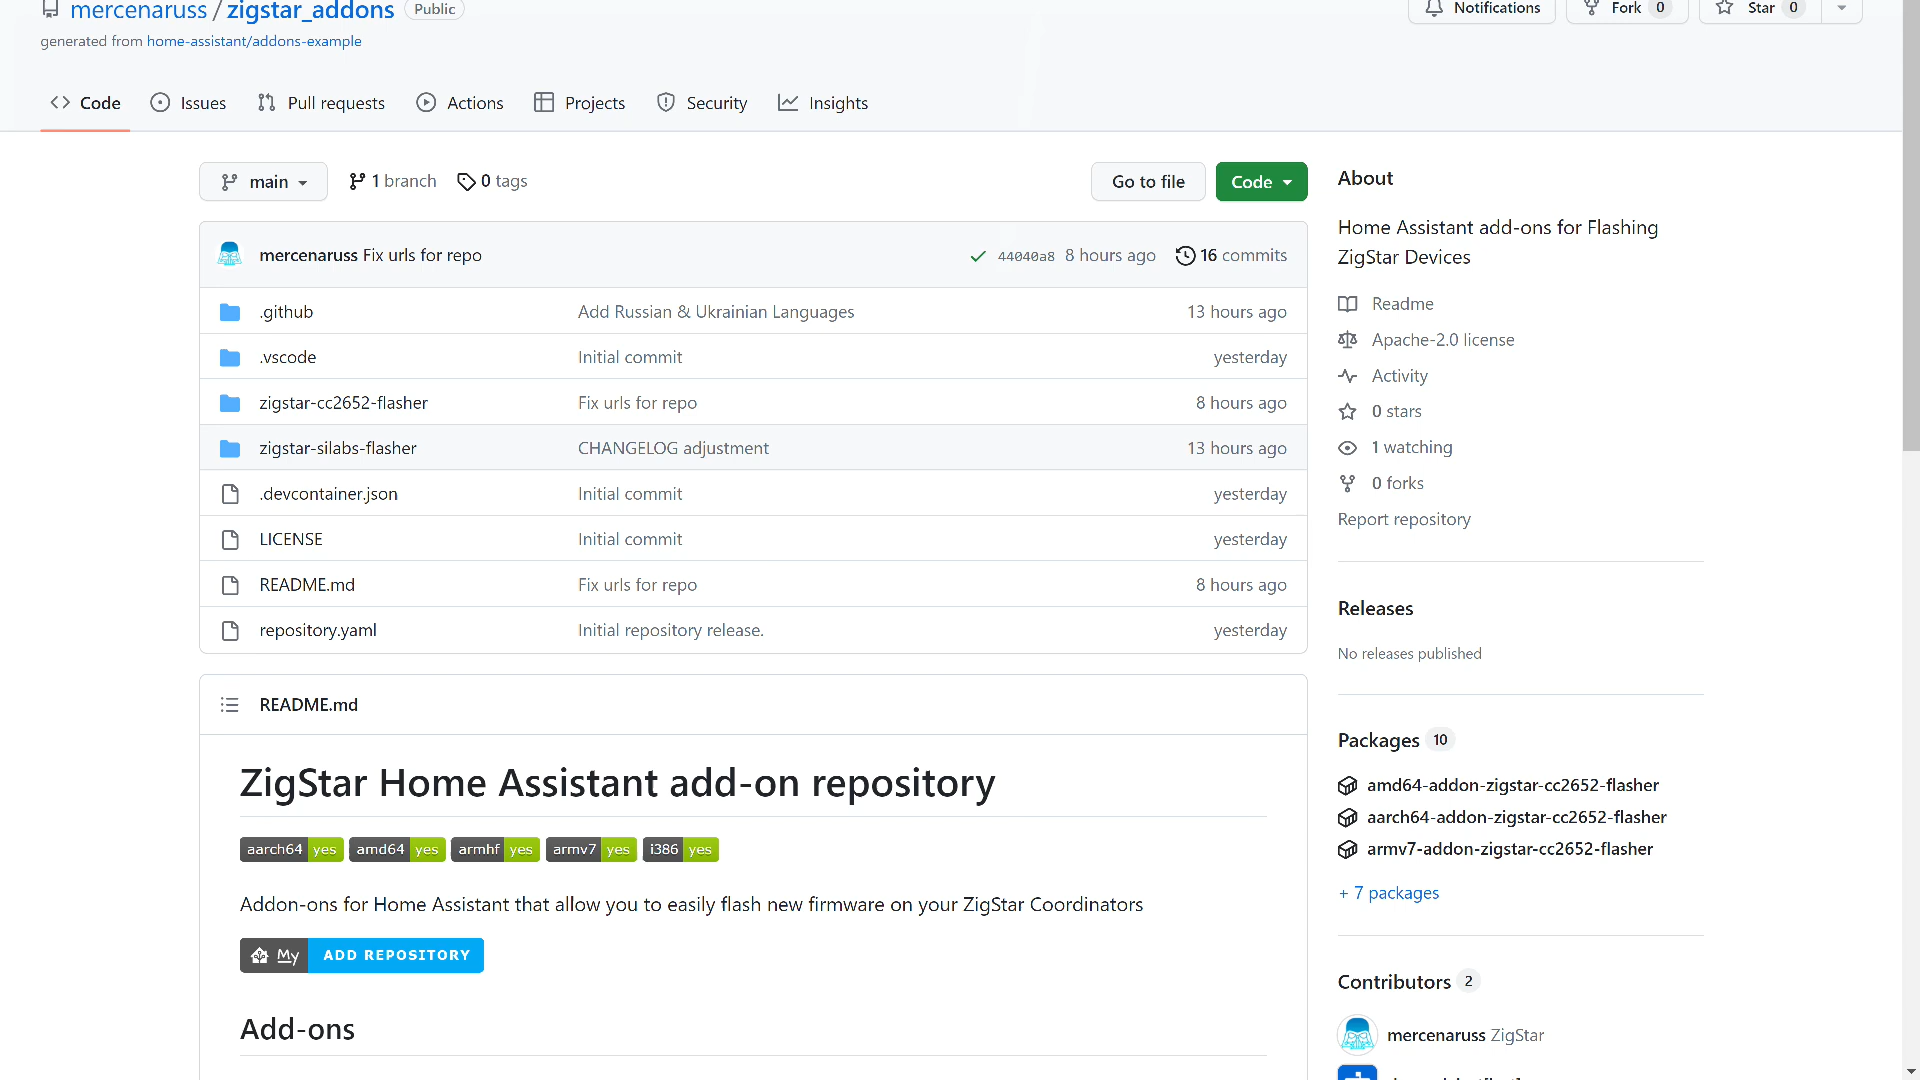 mercenaruss / zigstar_addons Public
Notifications Fork 0 Star 0
generated from home-assistant/addons-example
Code Issues Pull requests Actions Projects Security Insights
main 1 branch 0 tags Go to file Code
mercenaruss Fix urls for repo 44040a8 8 hours ago 16 commits
.github Add Russian & Ukrainian Languages 13 hours ago
.vscode Initial commit yesterday
zigstar-cc2652-flasher Fix urls for repo 8 hours ago
zigstar-silabs-flasher CHANGELOG adjustment 13 hours ago
.devcontainer.json Initial commit yesterday
LICENSE Initial commit yesterday
README.md Fix urls for repo 8 hours ago
repository.yaml Initial repository release. yesterday
README.md
ZigStar Home Assistant add-on repository
aarch64 yes amd64 yes armhf yes armv7 yes i386 yes
Addon-ons for Home Assistant that allow you to easily flash new firmware on your ZigStar Coordinators
My ADD REPOSITORY
Add-ons
About
Home Assistant add-ons for Flashing
ZigStar Devices
Readme
Apache-2.0 license
Activity
0 stars
1 watching
0 forks
Report repository
Releases
No releases published
Packages 10
amd64-addon-zigstar-cc2652-flasher
aarch64-addon-zigstar-cc2652-flasher
armv7-addon-zigstar-cc2652-flasher
+ 7 packages
Contributors 2
mercenaruss ZigStar